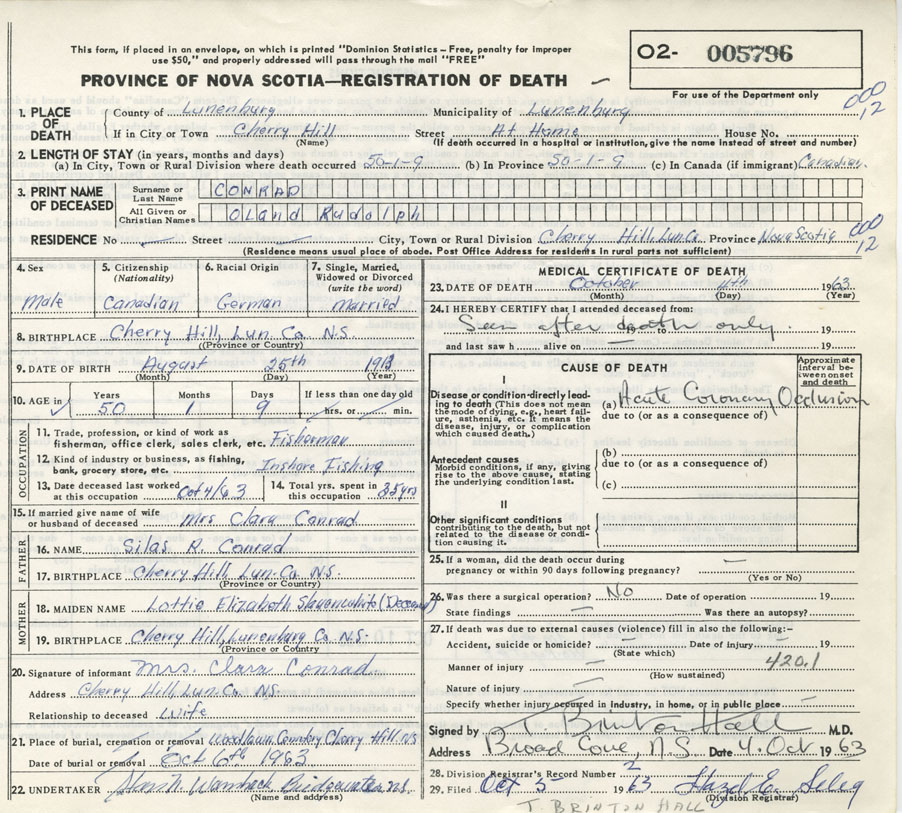 This form, if placed in an envelope, on which is printed "Dominion Statistics – Free, penalty for improper
use $50," and properly addressed will pass through the mail "FREE"
O2- 005796
PROVINCE OF NOVA SCOTIA—REGISTRATION OF DEATH
For use of the Department only
000
12
1. PLACE OF DEATH
County of Lunenburg Municipality of Lunenburg
If in City or Town Cherry Hill Street At Home House No.
(Name) (If death occurred in a hospital or institution, give the name instead of street and number)
2. LENGTH OF STAY (in years, months and days)
(a) In City, Town or Rural Division where death occurred 50-1-9 (b) In Province 50-1-9 (c) In Canada (if immigrant) Canadian
3. PRINT NAME OF DECEASED
Surname or Last Name CONRAD
All Given or Christian Names Oland Rudolph
000
12
RESIDENCE No Street City, Town or Rural Division Cherry Hill, Lun Co. Province Nova Scotia
(Residence means usual place of abode. Post Office Address for residents in rural parts not sufficient)
4. Sex
Male
5. Citizenship (Nationality)
Canadian
6. Racial Origin
German
7. Single, Married, Widowed or Divorced (write the word)
Married
8. BIRTHPLACE Cherry Hill, Lun. Co. N.S.
(Province or Country)
9. DATE OF BIRTH August 25th 1913
(Month) (Day) (Year)
10. AGE in Years Months Days If less than one day old
50 1 9 hrs. or min.
OCCUPATION
11. Trade, profession, or kind of work as
fisherman, office clerk, sales clerk, etc. Fisherman
12. Kind of industry or business, as fishing,
bank, grocery store, etc. Inshore Fishing
13. Date deceased last worked at this occupation Oct 4/63
14. Total yrs. spent in this occupation 35 yrs
15. If married give name of wife
or husband of deceased Mrs Clara Conrad
FATHER
16. NAME Silas R. Conrad
17. BIRTHPLACE Cherry Hill, Lun. Co. N.S.
(Province or Country)
MOTHER
18. MAIDEN NAME Lottie Elizabeth (Deceased)
19. BIRTHPLACE Cherry Hill, Lunenburg Co. N.S.
(Province or Country)
20. Signature of informant Mrs. Clara Conrad
Address Cherry Hill, Lun. Co. N.S.
Relationship to deceased Wife
21. Place of burial, cremation or removal Woodlawn Cemetery Cherry Hill NS
Date of burial or removal Oct 6th 1963
22. UNDERTAKER Bridgewater N.S.
(Name and address)
MEDICAL CERTIFICATE OF DEATH
23. DATE OF DEATH October 4th 1963
(Month) (Day) (Year)
24. I HEREBY CERTIFY that I attended deceased from:
Seen after death only 19
and last saw h alive on 19
CAUSE OF DEATH
Approximate interval between onset and death
I
Disease or condition directly leading to death (This does not mean the mode of dying, e.g., heart failure, asthenia, etc. It means the disease, injury, or complication which caused death.)
(a) Acute Coronary Occlusion
due to (or as a consequence of)
Antecedent causes
Morbid conditions, if any, giving rise to the above cause, stating the underlying condition last.
(b)
due to (or as a consequence of)
(c)
II
Other significant conditions
contributing to the death, but not related to the disease or condition causing it.
25. If a woman, did the death occur during
pregnancy or within 90 days following pregnancy?
(Yes or No)
26. Was there a surgical operation? No Date of operation 19
State findings Was there an autopsy?
27. If death was due to external causes (violence) fill in also the following:–
Accident, suicide or homicide? Date of injury 19
(State which)
Manner of injury 420.1
(How sustained)
Nature of injury
Specify whether injury occured in industry, in home, or in public place
Signed by T. Brinton Hall M.D.
Address Broad Cove, N.S. Date 4. Oct 1963
28. Division Registrar's Record Number 2
29. Filed Oct 5 1963 Hazel E. Seleg
(Division Registrar)
T. BRINTON HALL